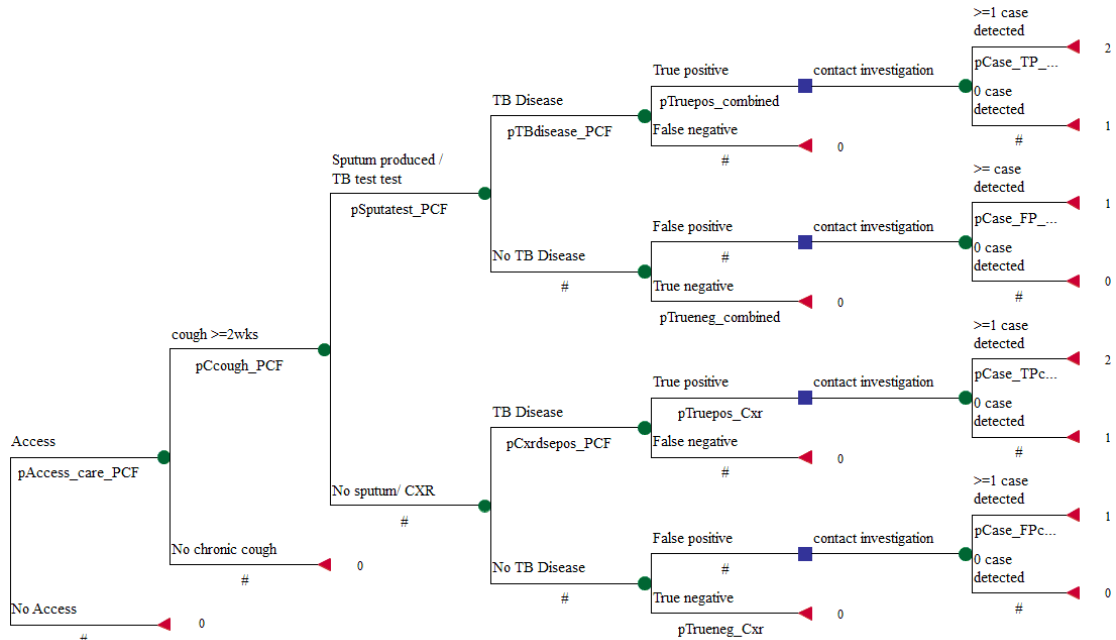 >=1 case
detected
2
pCase_TP_...
0 case
detected
1
#
True positive
contact investigation
pTruepos_combined
False negative
0
#
TB Disease
pTBdisease_PCF
Sputum produced /
TB test test
pSputatest_PCF
>= case
detected
1
pCase_FP_...
0 case
detected
0
#
False positive
contact investigation
#
True negative
0
pTrueneg_combined
No TB Disease
#
cough >=2wks
pCcough_PCF
>=1 case
detected
2
pCase_TPc...
0 case
detected
1
#
True positive
contact investigation
pTruepos_Cxr
False negative
0
#
TB Disease
pCxrdsepos_PCF
Access
pAccess_care_PCF
No sputum/ CXR
#
>=1 case
detected
1
pCase_FPc...
0 case
detected
0
#
False positive
contact investigation
#
True negative
0
pTrueneg_Cxr
No TB Disease
#
No chronic cough
0
#
No Access
0
#